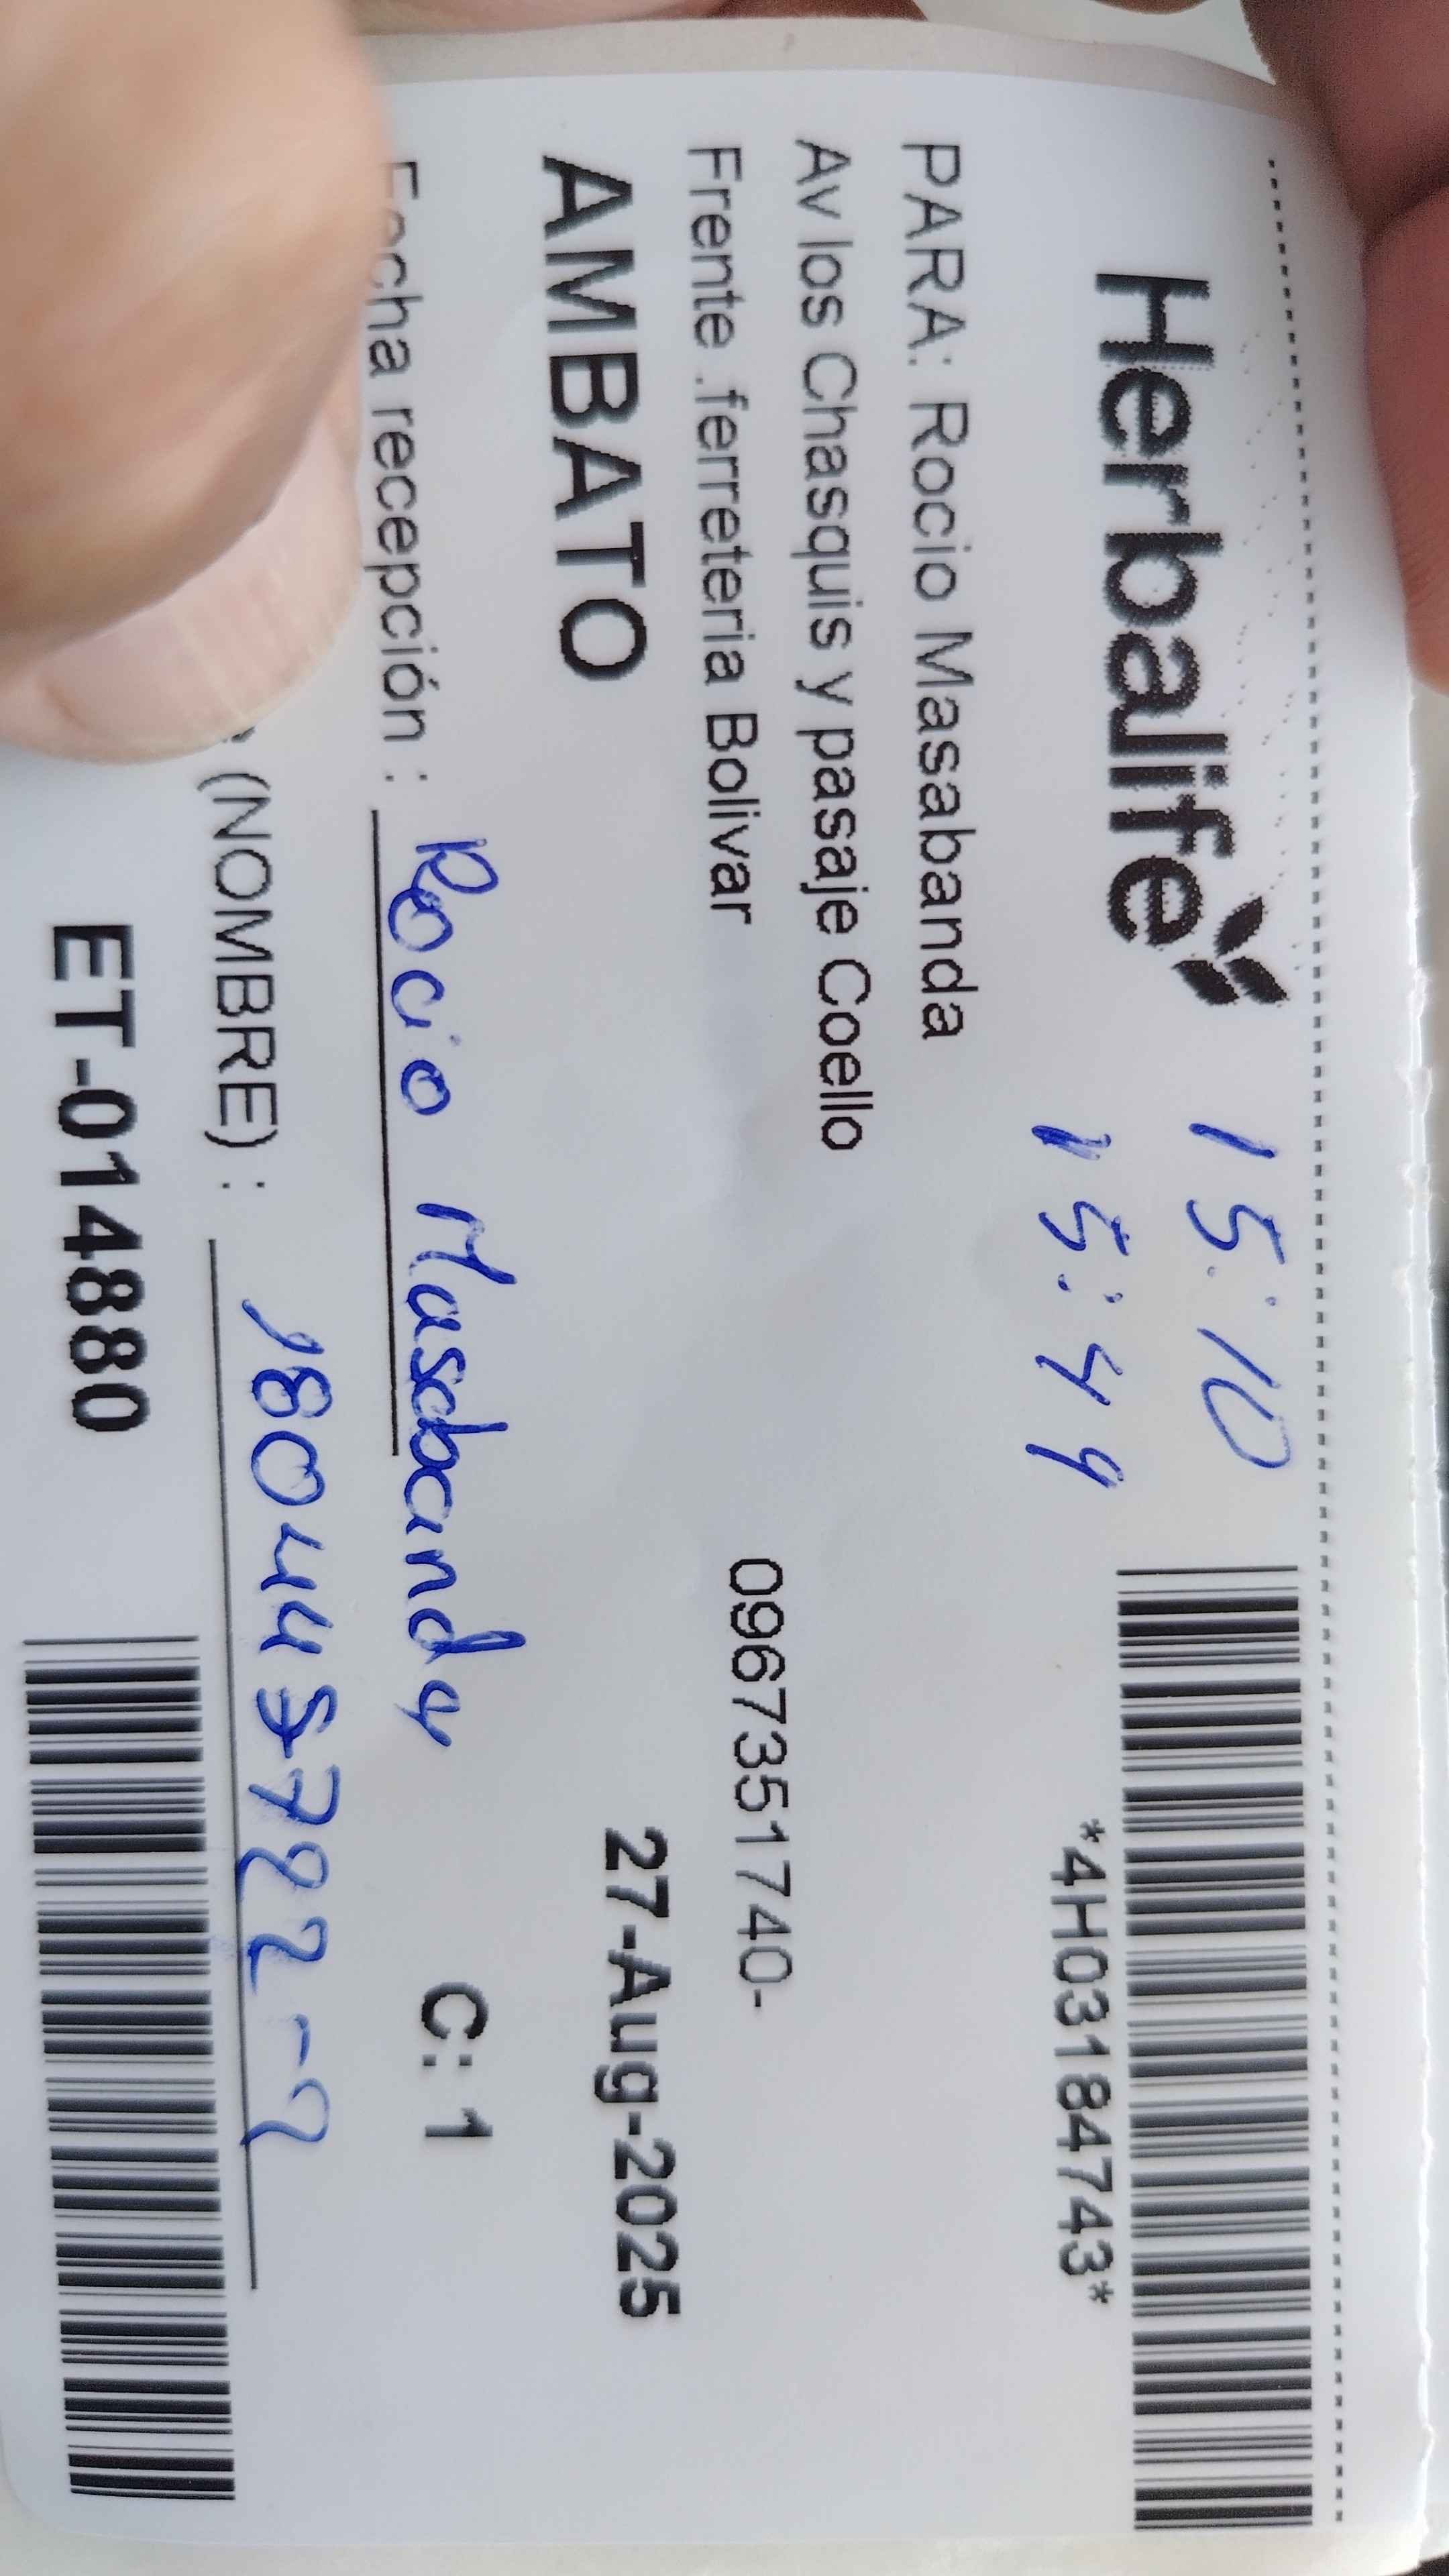 Herbalife
15:10
15:44
*4H03184743*
PARA: Rocio Masabanda
Av los Chasquis y pasaje Coello
Frente .ferreteria Bolivar
0967351740-
AMBATO
27-Aug-2025
Fecha recepción : Rocio Masabanda
C: 1
(NOMBRE) :
ET-014880